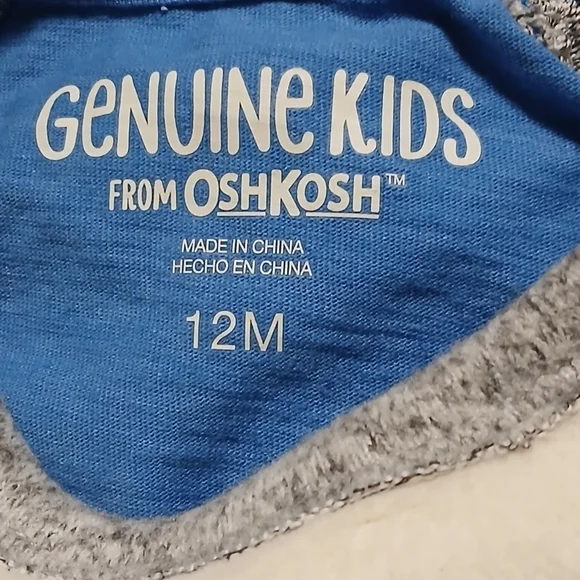 GeNUINe KIDS
FROM OSHKOSH™
MADE IN CHINA
HECHO EN CHINA
12M